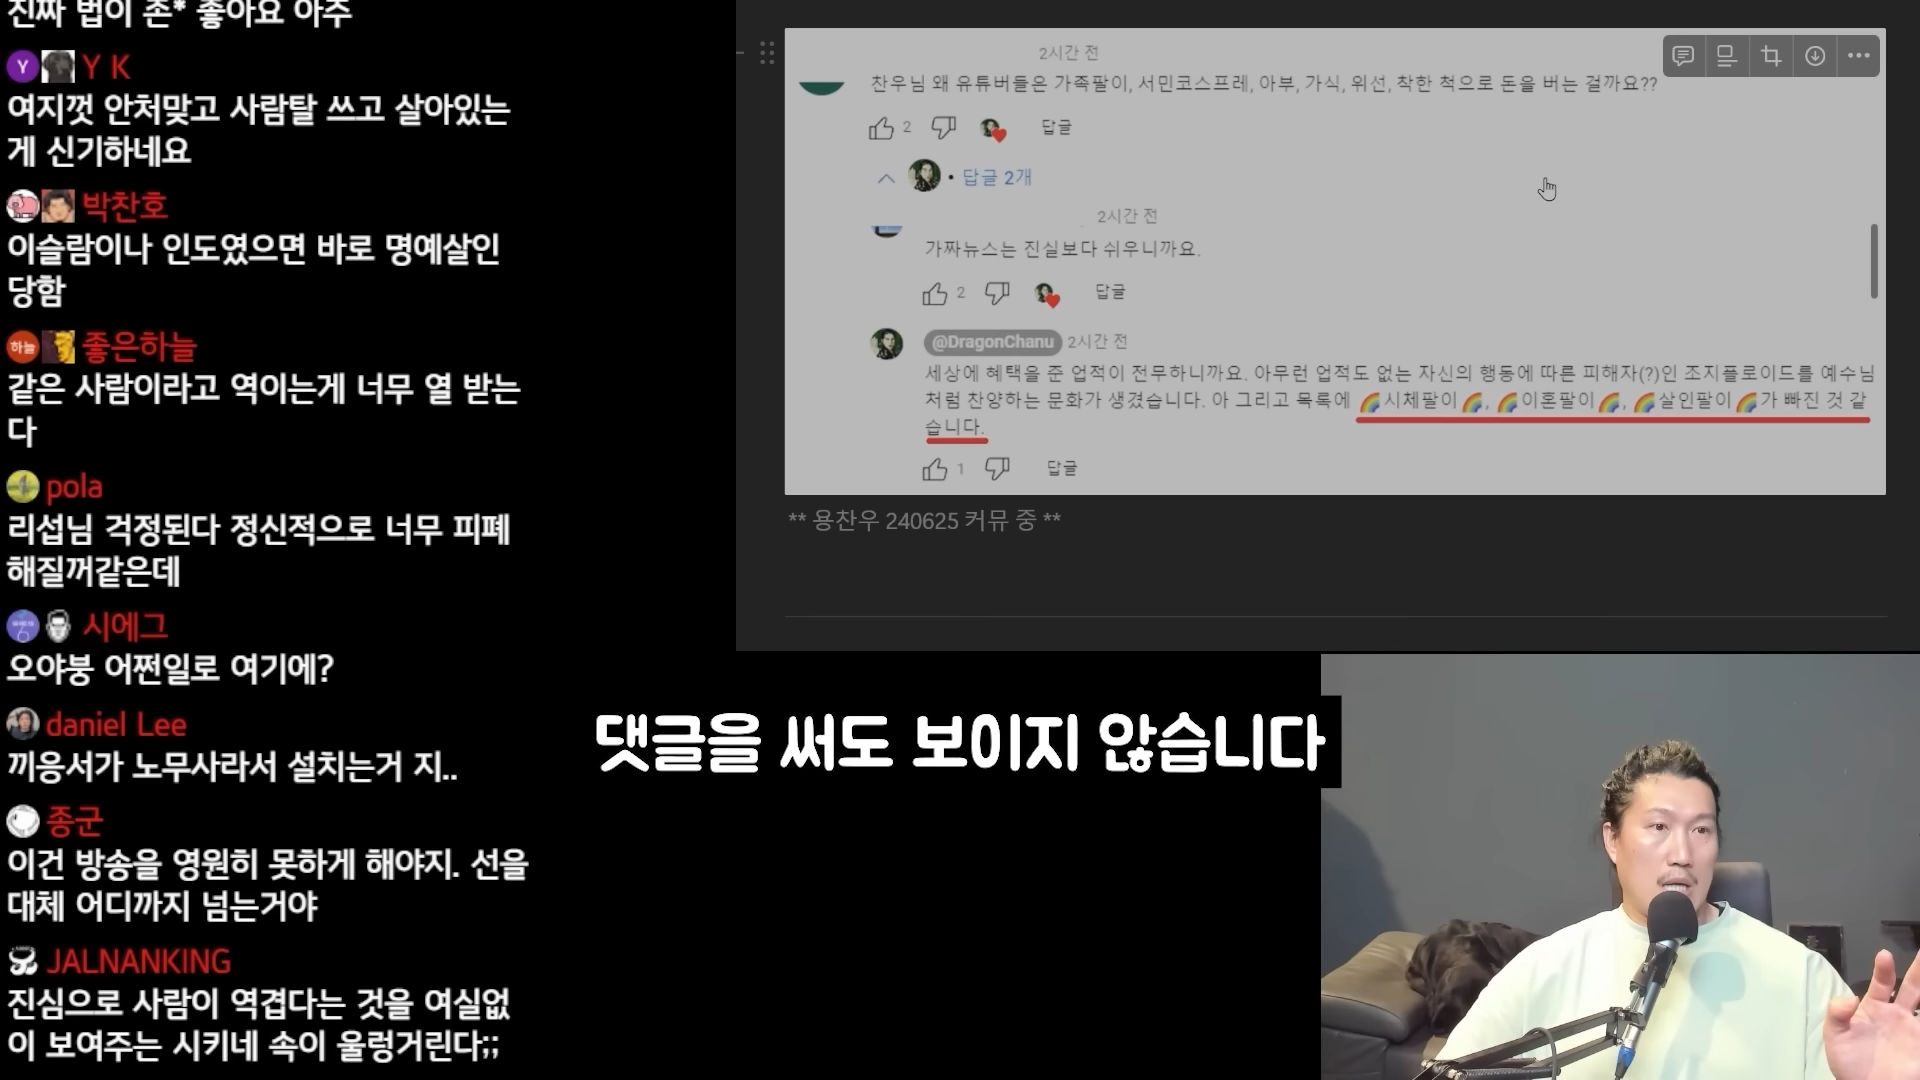 진짜 법이 존* 좋아요 아주
Y Y K
여지껏 안처맞고 사람탈 쓰고 살아있는
게 신기하네요
박찬호
이슬람이나 인도였으면 바로 명예살인
당함
하늘 좋은하늘
같은 사람이라고 역이는게 너무 열 받는
다
pola
리섭님 걱정된다 정신적으로 너무 피폐
해질꺼같은데
시에그
오야붕 어쩐일로 여기에?
daniel Lee
끼응서가 노무사라서 설치는거 지..
종군
이건 방송을 영원히 못하게 해야지. 선을
대체 어디까지 넘는거야
JALNANKING
진심으로 사람이 역겹다는 것을 여실없
이 보여주는 시키네 속이 울렁거린다;;
2시간 전
찬우님 왜 유튜버들은 가족팔이, 서민코스프레, 아부, 가식, 위선, 착한 척으로 돈을 버는 걸까요??
2 답글
• 답글 2개
2시간 전
가짜뉴스는 진실보다 쉬우니까요.
2 답글
@DragonChanu 2시간 전
세상에 혜택을 준 업적이 전무하니까요. 아무런 업적도 없는 자신의 행동에 따른 피해자(?)인 조지플로이드를 예수님
처럼 찬양하는 문화가 생겼습니다. 아 그리고 목록에 🌈시체팔이🌈, 🌈이혼팔이🌈, 🌈살인팔이🌈가 빠진 것 같
습니다.
1 답글
** 용찬우 240625 커뮤 중 **
댓글을 써도 보이지 않습니다